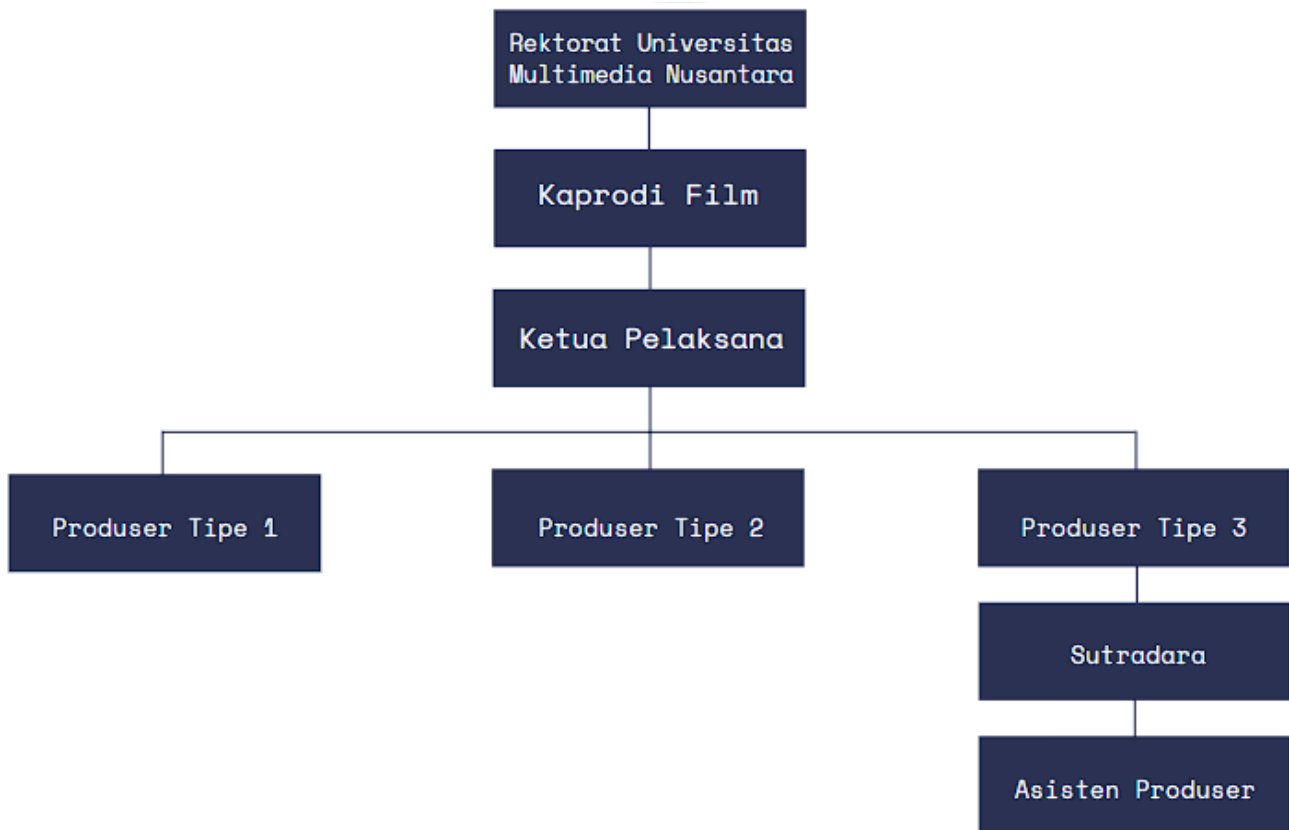 Rektorat Universitas
Multimedia Nusantara
Kaprodi Film
Ketua Pelaksana
Produser Tipe 1
Produser Tipe 2
Produser Tipe 3
Sutradara
Asisten Produser